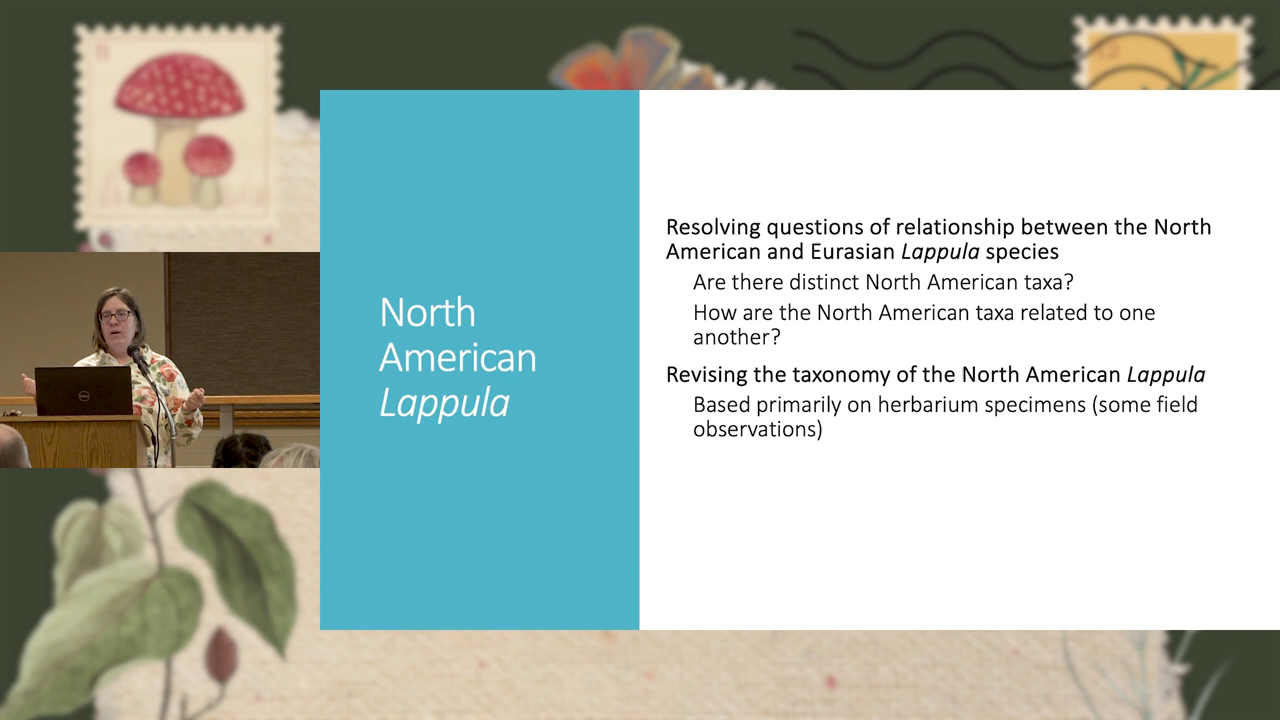 North
American
Lappula
Resolving questions of relationship between the North
American and Eurasian Lappula species
Are there distinct North American taxa?
How are the North American taxa related to one
another?
Revising the taxonomy of the North American Lappula
Based primarily on herbarium specimens (some field
observations)